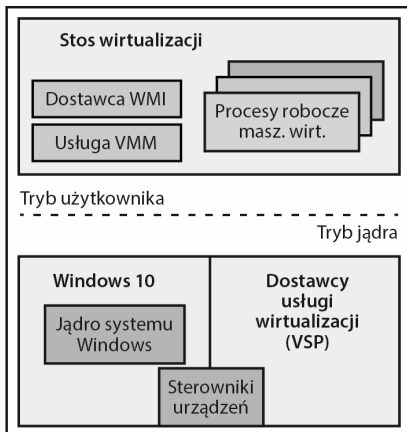 Stos wirtualizacji
Dostawca WMI
Usługa VMM
Procesy robocze
masz. wirt.
Tryb użytkownika
Tryb jądra
Windows 10
Jądro systemu
Windows
Dostawcy
usługi
wirtualizacji
(VSP)
Sterowniki
urządzeń